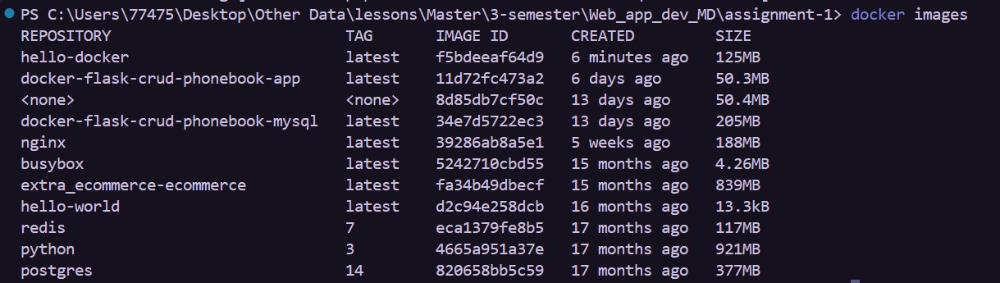 PS C:\Users\77475\Desktop\Other Data\lessons\Master\3-semester\Web_app_dev_MD\assignment-1> docker images
REPOSITORY TAG IMAGE ID CREATED SIZE
hello-docker latest f5bdeeaf64d9 6 minutes ago 125MB
docker-flask-crud-phonebook-app latest 11d72fc473a2 6 days ago 50.3MB
<none> <none> 8d85db7cf50c 13 days ago 50.4MB
docker-flask-crud-phonebook-mysql latest 34e7d5722ec3 13 days ago 205MB
nginx latest 39286ab8a5e1 5 weeks ago 188MB
busybox latest 5242710cbd55 15 months ago 4.26MB
extra_ecommerce-ecommerce latest fa34b49dbecf 15 months ago 839MB
hello-world latest d2c94e258dcb 16 months ago 13.3kB
redis 7 eca1379fe8b5 17 months ago 117MB
python 3 4665a951a37e 17 months ago 921MB
postgres 14 820658bb5c59 17 months ago 377MB